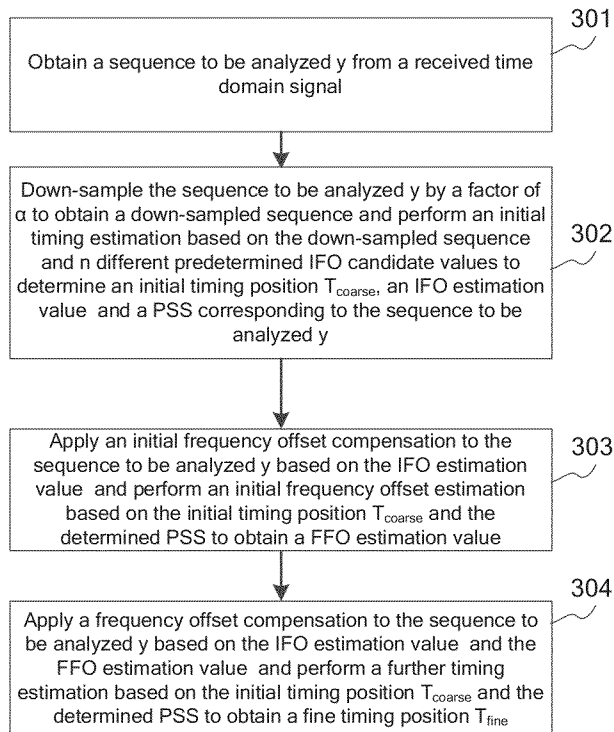 301
Obtain a sequence to be analyzed y from a received time
domain signal
302
Down-sample the sequence to be analyzed y by a factor of
α to obtain a down-sampled sequence and perform an initial
timing estimation based on the down-sampled sequence
and n different predetermined IFO candidate values to
determine an initial timing position Tcoarse, an IFO estimation
value and a PSS corresponding to the sequence to be
analyzed y
303
Apply an initial frequency offset compensation to the
sequence to be analyzed y based on the IFO estimation
value and perform an initial frequency offset estimation
based on the initial timing position Tcoarse and the
determined PSS to obtain a FFO estimation value
304
Apply a frequency offset compensation to the sequence to
be analyzed y based on the IFO estimation value and the
FFO estimation value and perform a further timing
estimation based on the initial timing position Tcoarse and the
determined PSS to obtain a fine timing position Tfine